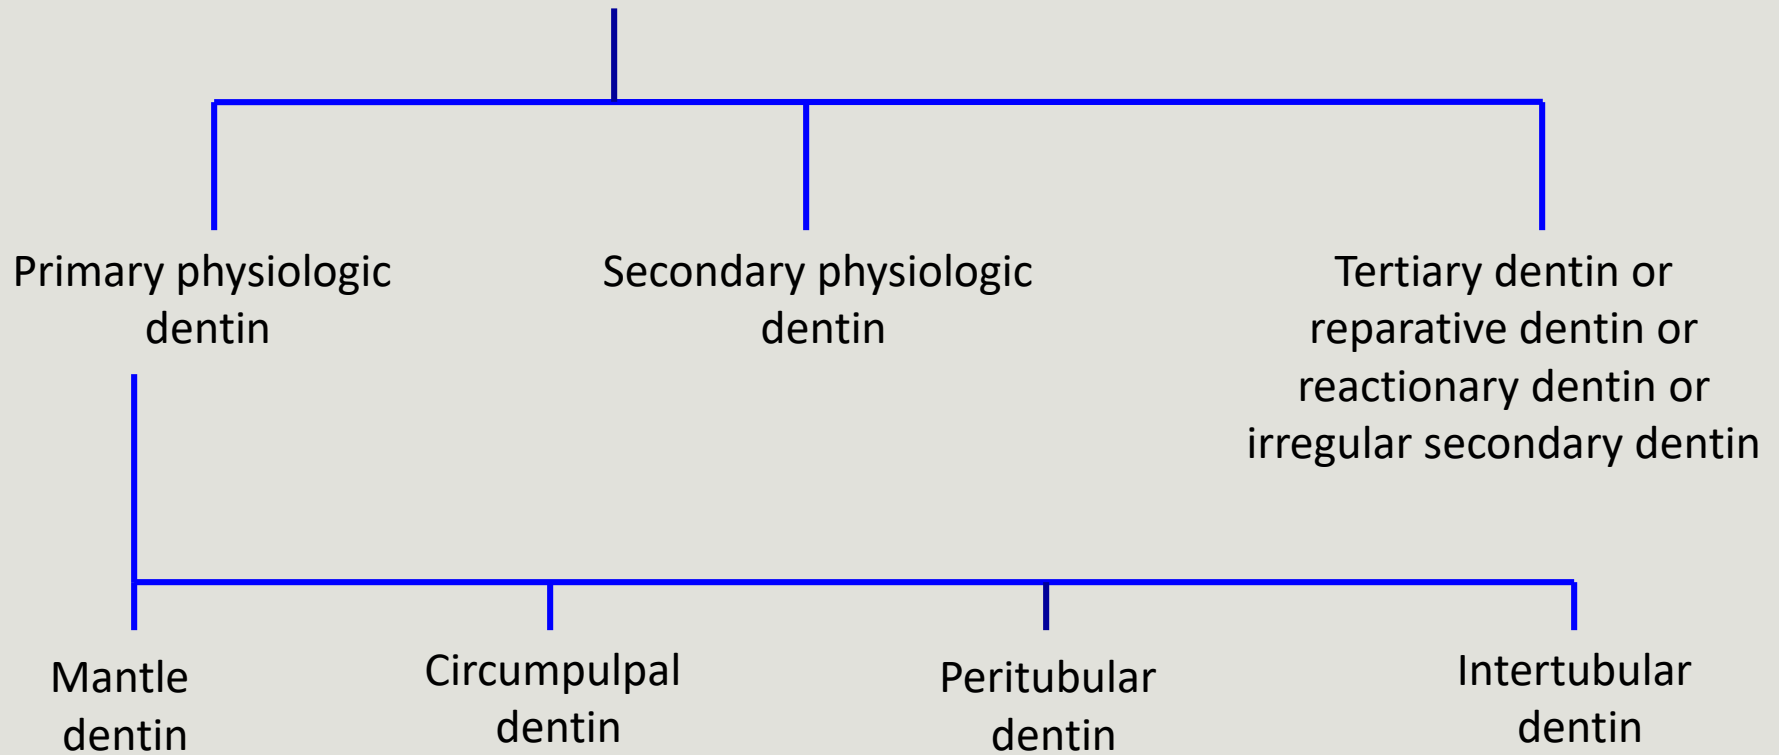 Primary physiologic
dentin
Secondary physiologic
dentin
Tertiary dentin or
reparative dentin or
reactionary dentin or
irregular secondary dentin
Mantle
dentin
Circumpulpal
dentin
Peritubular
dentin
Intertubular
dentin